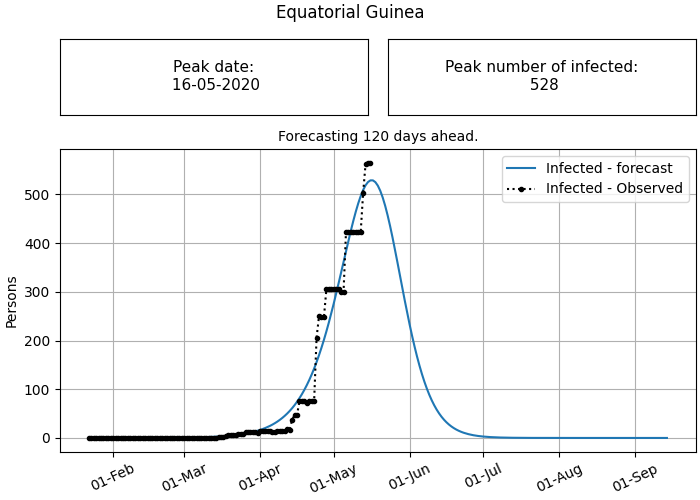 Equatorial Guinea
Peak date:
16-05-2020
Peak number of infected:
528
Forecasting 120 days ahead.
Infected - forecast
Infected - Observed
Persons
500
400
300
200
100
0
01-Feb
01-Mar
01-Apr
01-May
01-Jun
01-Jul
01-Aug
01-Sep